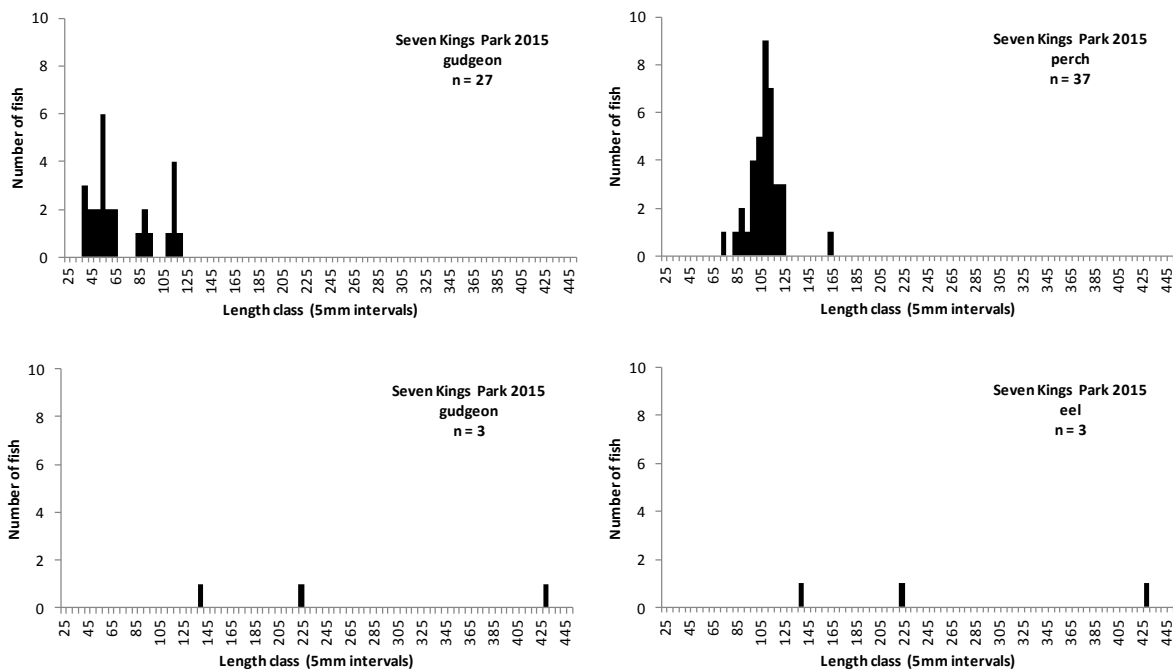 10
8
6
4
2
0
Number of fish
Seven Kings Park 2015
gudgeon
n = 27
25 45 65 85 105 125 145 165 185 205 225 245 265 285 305 325 345 365 385 405 425 445
Length class (5mm intervals)
10
8
6
4
2
0
Number of fish
Seven Kings Park 2015
perch
n = 37
25 45 65 85 105 125 145 165 185 205 225 245 265 285 305 325 345 365 385 405 425 445
Length class (5mm intervals)
10
8
6
4
2
0
Number of fish
Seven Kings Park 2015
gudgeon
n = 3
25 45 65 85 105 125 145 165 185 205 225 245 265 285 305 325 345 365 385 405 425 445
Length class (5mm intervals)
10
8
6
4
2
0
Number of fish
Seven Kings Park 2015
eel
n = 3
25 45 65 85 105 125 145 165 185 205 225 245 265 285 305 325 345 365 385 405 425 445
Length class (5mm intervals)